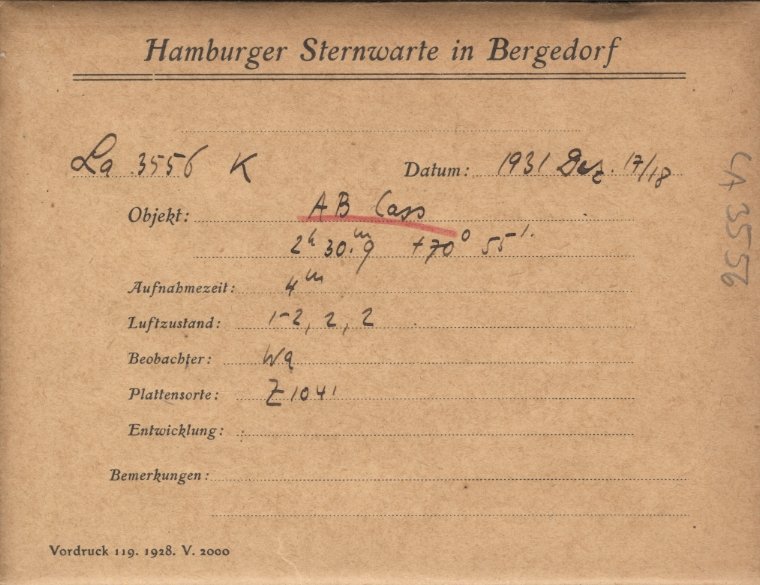 Hamburger Sternwarte in Bergedorf
La 3556 K Datum: 1931 Dez. 17/18
Objekt: AB Cass
2ʰ 30.ᵐ9 +70° 55'.
Aufnahmezeit: 4ᵐ
Luftzustand: 1-2, 2, 2
Beobachter: Wa
Plattensorte: Z 1041
Entwicklung:
Bemerkungen:
Vordruck 119. 1928. V. 2000
LA 3556